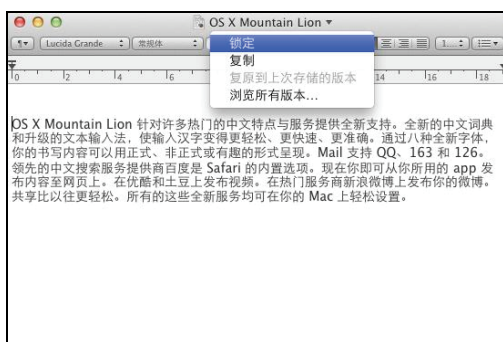 OS X Mountain Lion
Lucida Grande
常规体
1...
锁定
复制
复原到上次存储的版本
浏览所有版本...
0 2 4 6 14 16 18
OS X Mountain Lion 针对许多热门的中文特点与服务提供全新支持。全新的中文词典
和升级的文本输入法，使输入汉字变得更轻松、更快速、更准确。通过八种全新字体，
你的书写内容可以用正式、非正式或有趣的形式呈现。Mail 支持 QQ、163 和 126。
领先的中文搜索服务提供商百度是 Safari 的内置选项。现在你即可从你所用的 app 发
布内容至网页上。在优酷和土豆上发布视频。在热门服务商新浪微博上发布你的微博。
共享比以往更轻松。所有的这些全新服务均可在你的 Mac 上轻松设置。